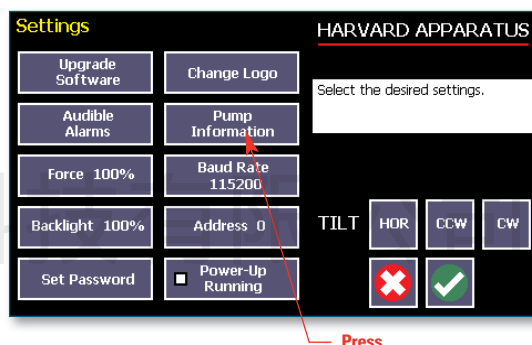 Settings
HARVARD APPARATUS
Upgrade
Software
Change Logo
Select the desired settings.
Audible
Alarms
Pump
Information
Force 100%
Baud Rate
115200
Backlight 100%
Address 0
TILT
HOR
CCW
CW
Set Password
Power-Up
Running
Press